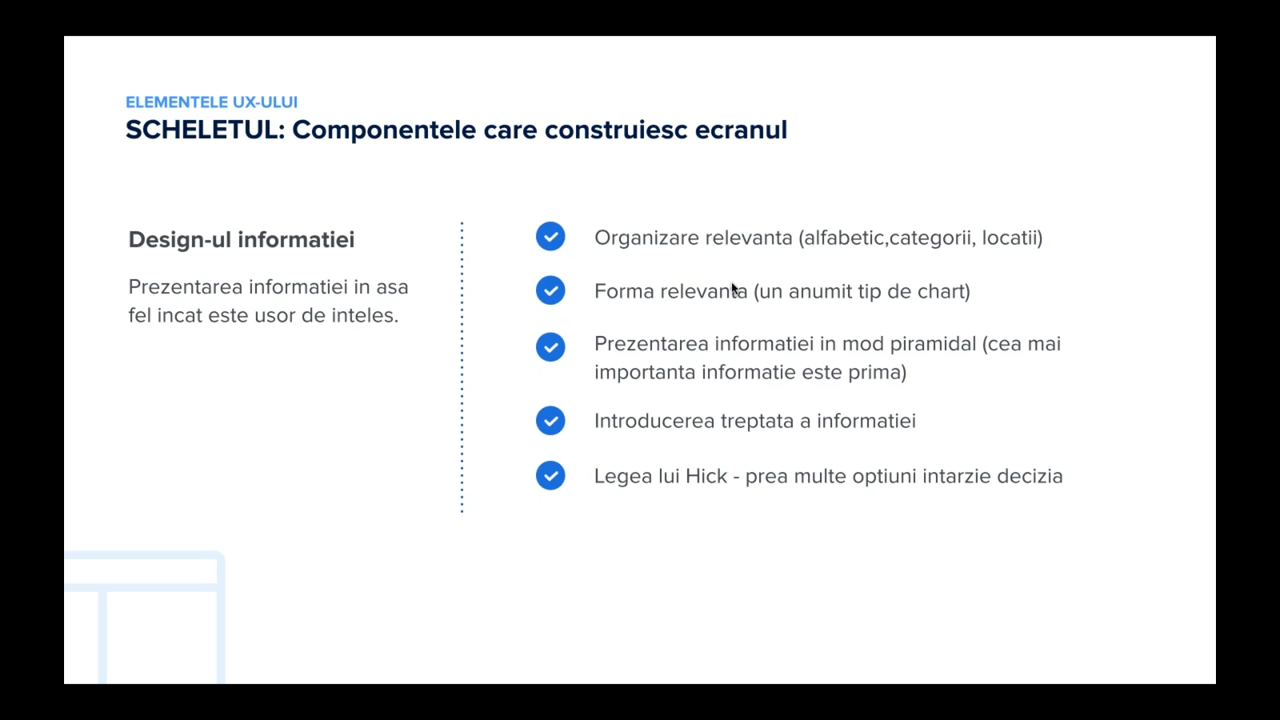 ELEMENTELE UX-ULUI
SCHELETUL: Componentele care construiesc ecranul
Design-ul informatiei
Prezentarea informatiei in asa
fel incat este usor de inteles.
Organizare relevanta (alfabetic,categorii, locatii)
Forma relevanta (un anumit tip de chart)
Prezentarea informatiei in mod piramidal (cea mai
importanta informatie este prima)
Introducerea treptata a informatiei
Legea lui Hick - prea multe optiuni intarzie decizia